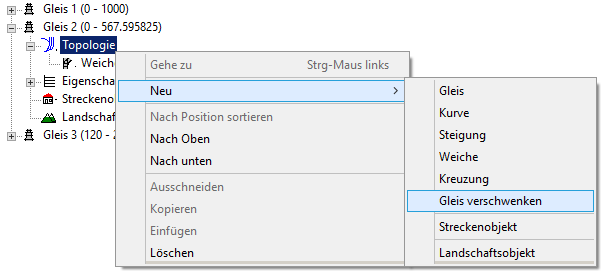 Gleis 1 (0 - 1000)
Gleis 2 (0 - 567.595825)
Topologie
Weich
Eigenscha
Streckenob
Landschaf
Gleis 3 (120 - 2
Gehe zu Strg-Maus links
Neu
Nach Position sortieren
Nach Oben
Nach unten
Ausschneiden
Kopieren
Einfügen
Löschen
Gleis
Kurve
Steigung
Weiche
Kreuzung
Gleis verschwenken
Streckenobjekt
Landschaftsobjekt